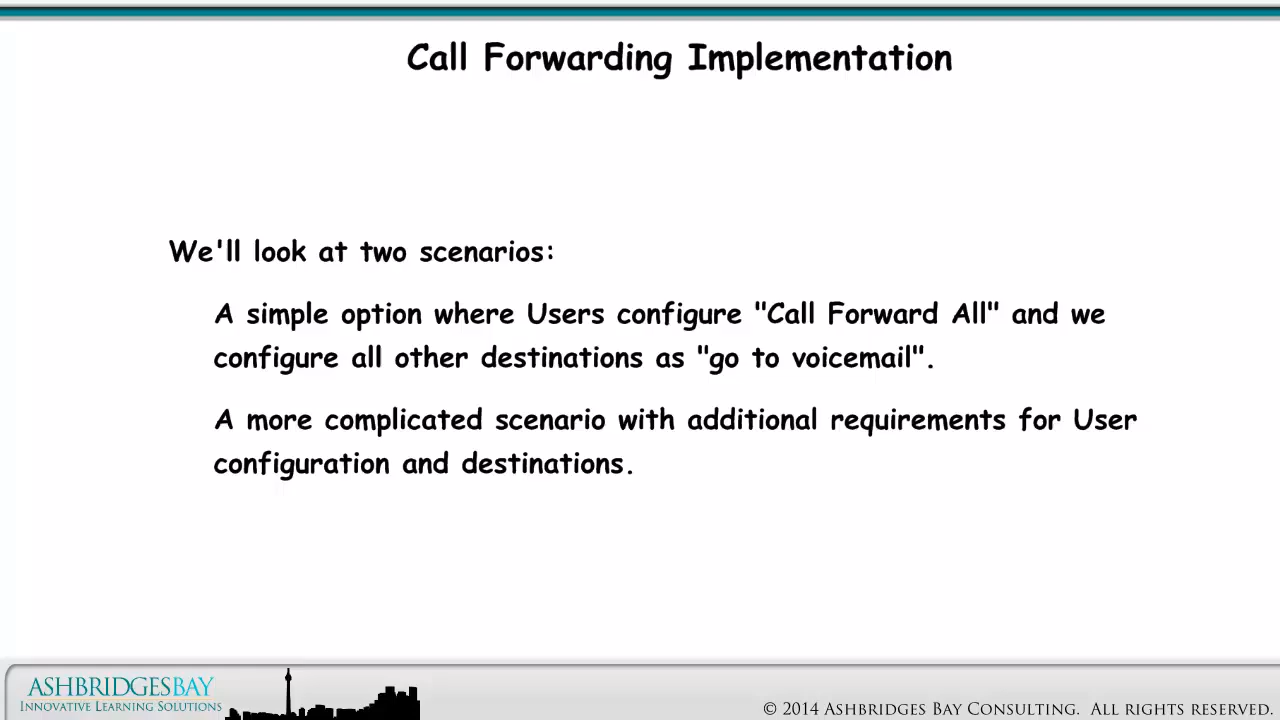 Call Forwarding Implementation
We'll look at two scenarios:
A simple option where Users configure "Call Forward All" and we
configure all other destinations as "go to voicemail".
A more complicated scenario with additional requirements for User
configuration and destinations.
ASHBRIDGESBAY
INNOVATIVE LEARNING SOLUTIONS
© 2014 ASHBRIDGES BAY CONSULTING. ALL RIGHTS RESERVED.